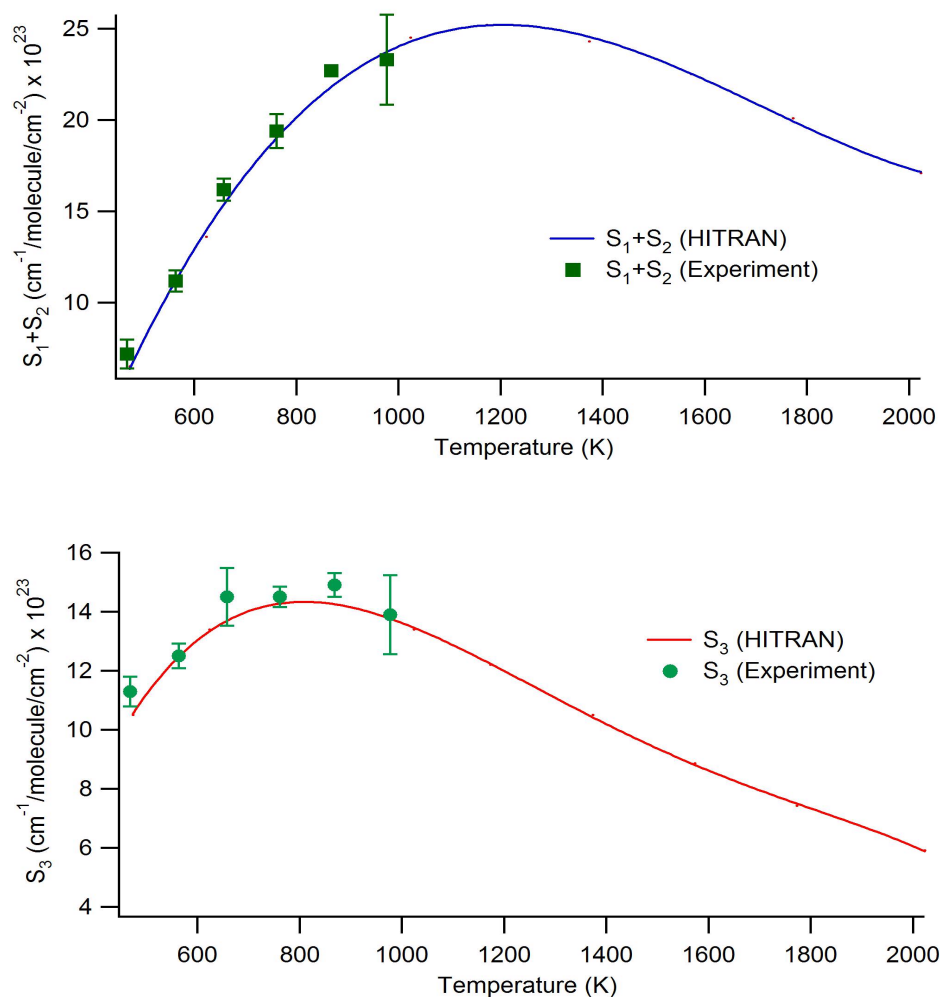 25
20
15
10
S₁+S₂ (cm⁻¹/molecule/cm⁻²) x 10²³
S₁+S₂ (HITRAN)
S₁+S₂ (Experiment)
600 800 1000 1200 1400 1600 1800 2000
Temperature (K)
16
14
12
10
8
6
4
S₃ (cm⁻¹/molecule/cm⁻²) x 10²³
S₃ (HITRAN)
S₃ (Experiment)
600 800 1000 1200 1400 1600 1800 2000
Temperature (K)